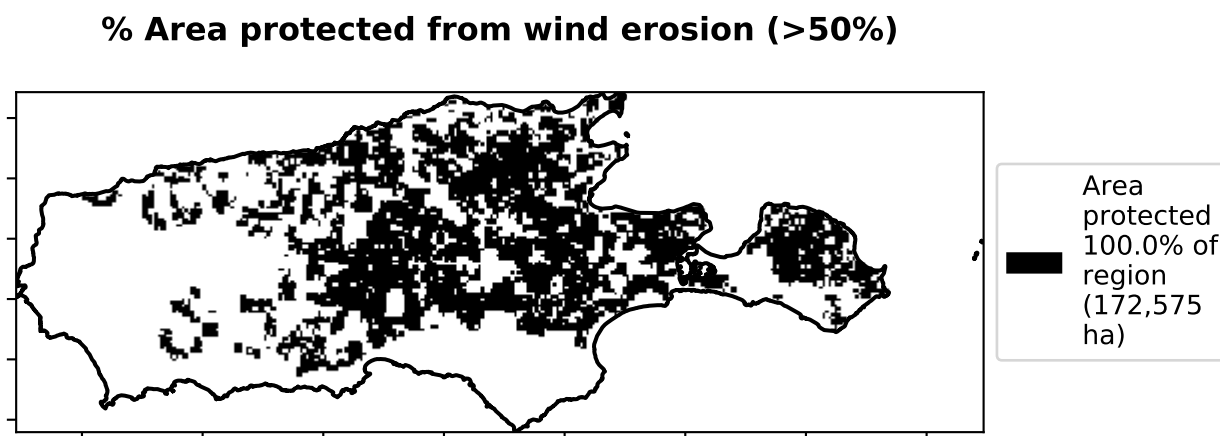 % Area protected from wind erosion (>50%)
Area
protected
100.0% of
region
(172,575
ha)